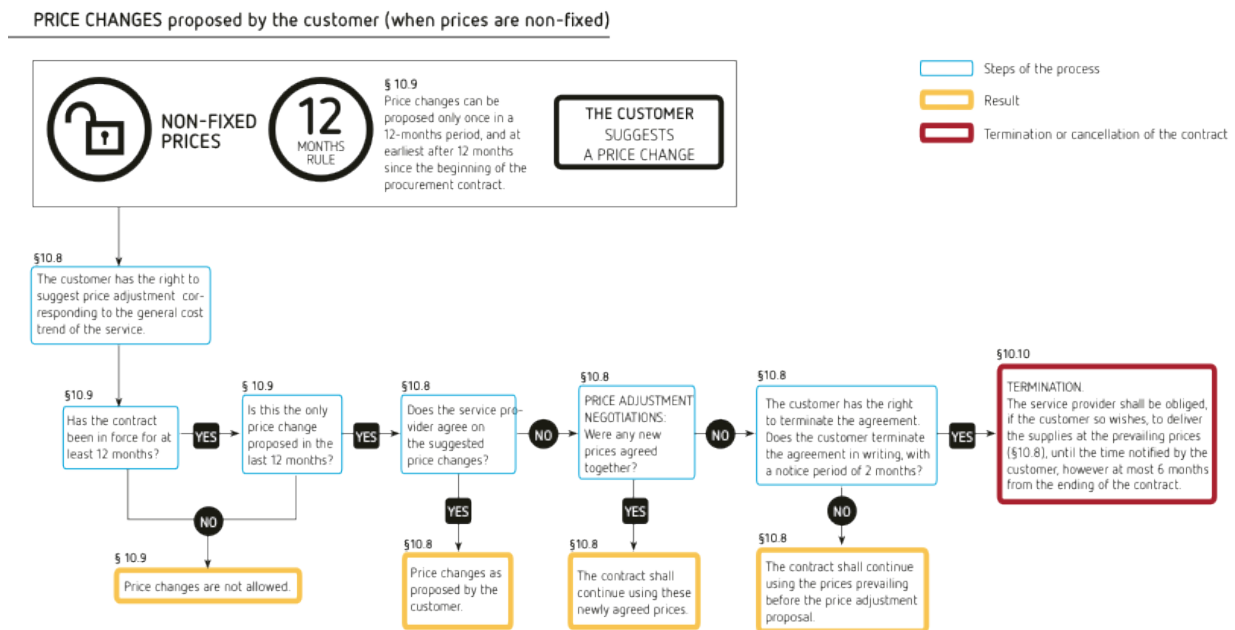 PRICE CHANGES proposed by the customer (when prices are non-fixed)
NON-FIXED
PRICES
12
MONTHS
RULE
§ 10.9
Price changes can be
proposed only once in a
12-months period, and at
earliest after 12 months
since the beginning of the
procurement contract.
THE CUSTOMER
SUGGESTS
A PRICE CHANGE
Steps of the process
Result
Termination or cancellation of the contract
§10.8
The customer has the right to
suggest price adjustment cor-
responding to the general cost
trend of the service.
§10.9
Has the contract
been in force for at
least 12 months?
YES
§ 10.9
Is this the only
price change
proposed in the
last 12 months?
YES
NO
§ 10.9
Price changes are not allowed.
§10.8
Does the service pro-
vider agree on
the suggested
price changes?
NO
YES
§10.8
Price changes as
proposed by the
customer.
§10.8
PRICE ADJUSTMENT
NEGOTIATIONS:
Were any new
prices agreed
together?
NO
YES
§10.8
The contract shall
continue using these
newly agreed prices.
§10.8
The customer has the right
to terminate the agreement.
Does the customer terminate
the agreement in writing, with
a notice period of 2 months?
YES
NO
§10.8
The contract shall continue
using the prices prevailing
before the price adjustment
proposal.
§10.10
TERMINATION.
The service provider shall be obliged,
if the customer so wishes, to deliver
the supplies at the prevailing prices
(§10.8), until the time notified by the
customer, however at most 6 months
from the ending of the contract.